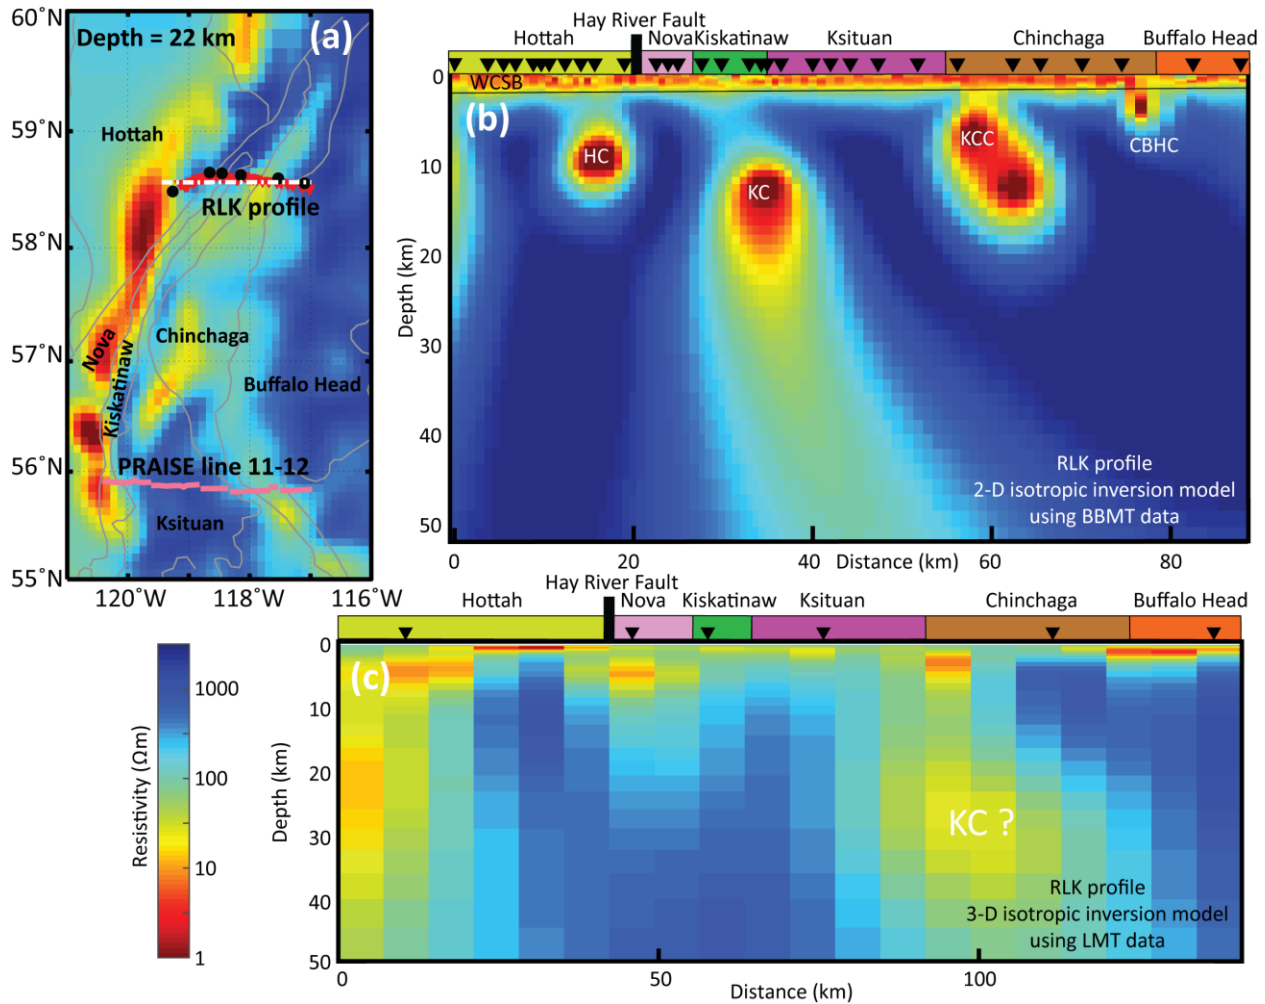 60˚N
Depth = 22 km
(a)
59˚N
Hottah
RLK profile
58˚N
57˚N
Nova
Kiskatinaw
Chinchaga
Buffalo Head
56˚N
PRAISE line 11-12
Ksituan
55˚N
120˚W 118˚W 116˚W
Hay River Fault
Hottah Nova Kiskatinaw Ksituan Chinchaga Buffalo Head
WCSB
(b)
HC
KC
KCC
CBHC
0
10
20
30
40
50
Depth (km)
RLK profile
2-D isotropic inversion model
using BBMT data
0 20 40 60 80
Distance (km)
Hay River Fault
Hottah Nova Kiskatinaw Ksituan Chinchaga Buffalo Head
(c)
0
10
20
30
40
50
Depth (km)
KC ?
RLK profile
3-D isotropic inversion model
using LMT data
0 50 100
Distance (km)
1000
100
10
1
Resistivity (Ωm)